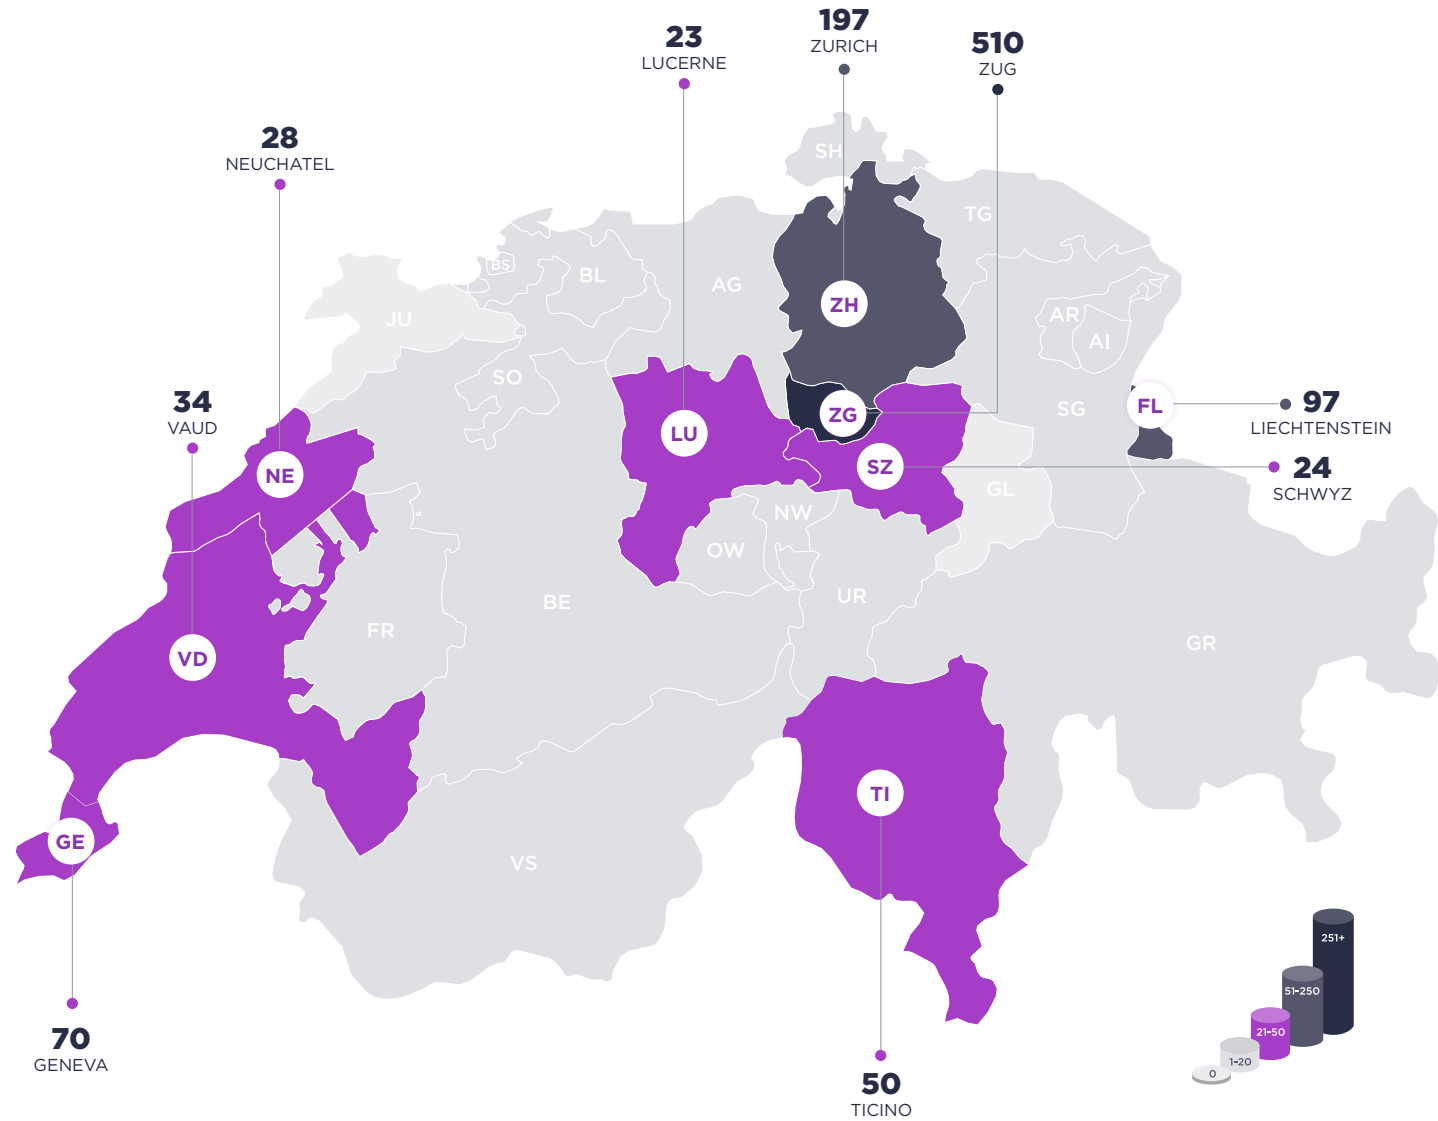 197
ZURICH
23
LUCERNE
510
ZUG
28
NEUCHATEL
SH
TG
BS
BL
AG
ZH
JU
AR
AI
SO
34
VAUD
FL
97
LIECHTENSTEIN
ZG
SG
LU
SZ
24
SCHWYZ
NE
GL
NW
OW
UR
BE
FR
GR
VD
TI
GE
VS
251+
51-250
21-50
1-20
0
70
GENEVA
50
TICINO